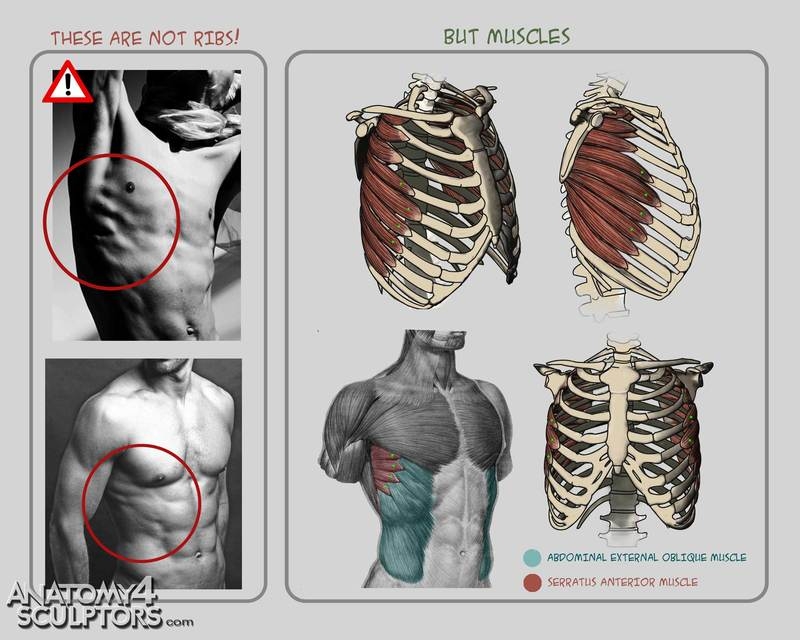 THESE ARE NOT RIBS!
BUT MUSCLES
!
ABDOMINAL EXTERNAL OBLIQUE MUSCLE
SERRATUS ANTERIOR MUSCLE
ANATOMY4
SCULPTORS.com